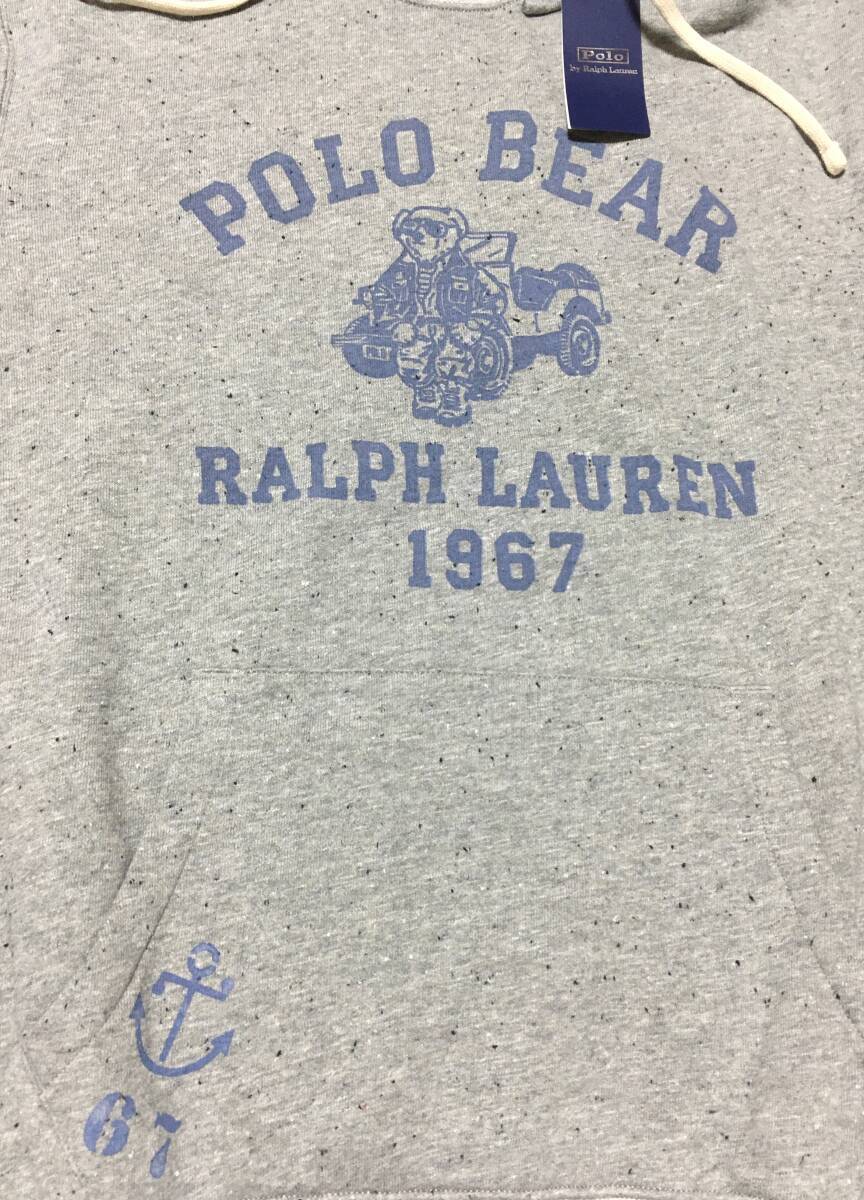 Polo
by Ralph Lauren
POLO BEAR
RALPH LAUREN
1967
67